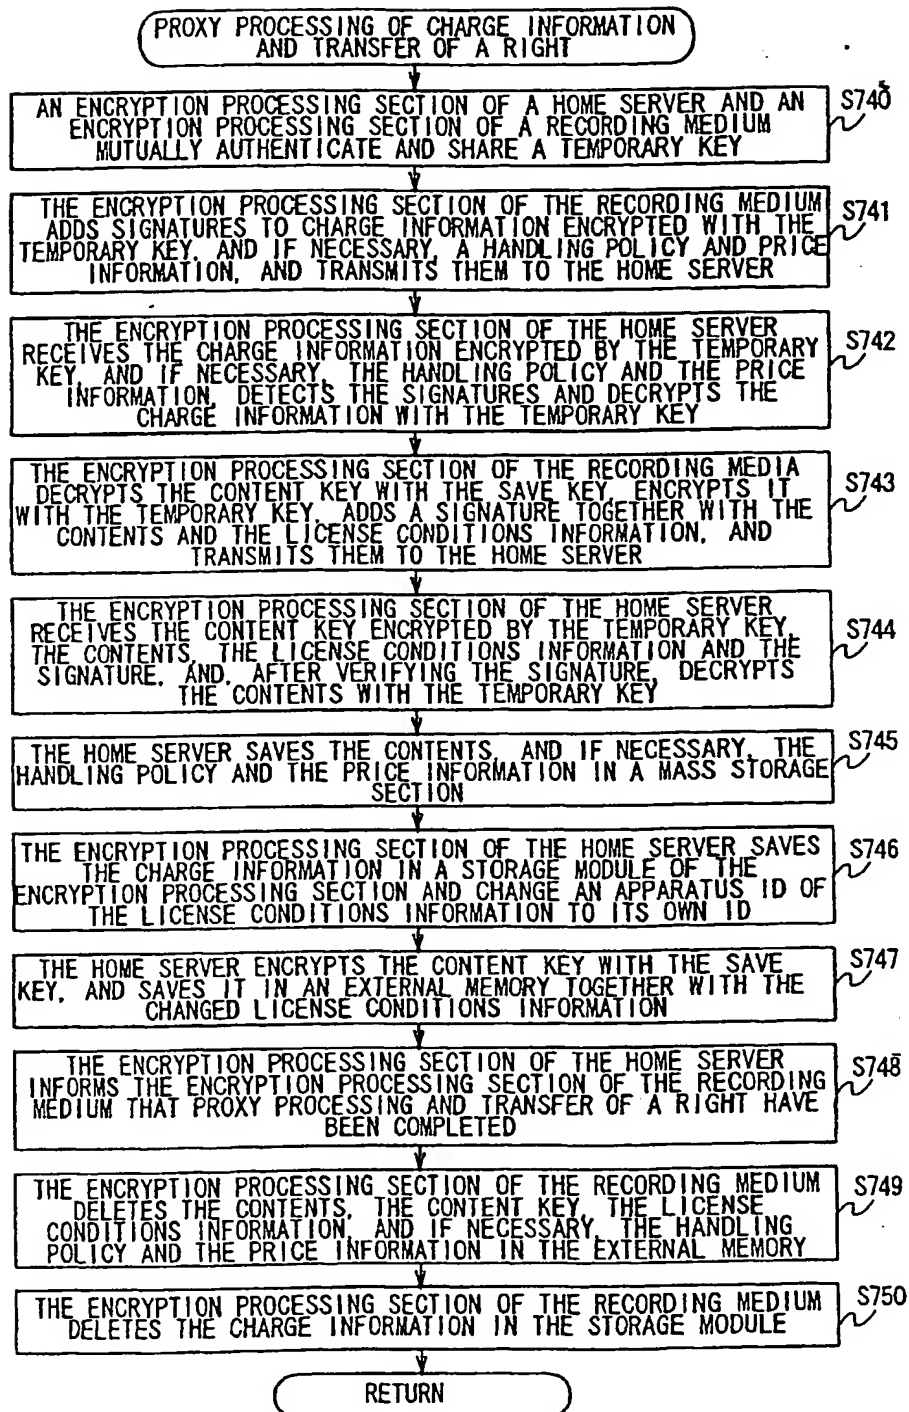 PROXY PROCESSING OF CHARGE INFORMATION
AND TRANSFER OF A RIGHT
AN ENCRYPTION PROCESSING SECTION OF A HOME SERVER AND AN
ENCRYPTION PROCESSING SECTION OF A RECORDING MEDIUM
MUTUALLY AUTHENTICATE AND SHARE A TEMPORARY KEY
S740
THE ENCRYPTION PROCESSING SECTION OF THE RECORDING MEDIUM
ADDS SIGNATURES TO CHARGE INFORMATION ENCRYPTED WITH THE
TEMPORARY KEY, AND IF NECESSARY, A HANDLING POLICY AND PRICE
INFORMATION, AND TRANSMITS THEM TO THE HOME SERVER
S741
THE ENCRYPTION PROCESSING SECTION OF THE HOME SERVER
RECEIVES THE CHARGE INFORMATION ENCRYPTED BY THE TEMPORARY
KEY, AND IF NECESSARY, THE HANDLING POLICY AND THE PRICE
INFORMATION, DETECTS THE SIGNATURES AND DECRYPTS THE
CHARGE INFORMATION WITH THE TEMPORARY KEY
S742
THE ENCRYPTION PROCESSING SECTION OF THE RECORDING MEDIA
DECRYPTS THE CONTENT KEY WITH THE SAVE KEY, ENCRYPTS IT
WITH THE TEMPORARY KEY, ADDS A SIGNATURE TOGETHER WITH THE
CONTENTS AND THE LICENSE CONDITIONS INFORMATION, AND
TRANSMITS THEM TO THE HOME SERVER
S743
THE ENCRYPTION PROCESSING SECTION OF THE HOME SERVER
RECEIVES THE CONTENT KEY ENCRYPTED BY THE TEMPORARY KEY,
THE CONTENTS, THE LICENSE CONDITIONS INFORMATION AND THE
SIGNATURE, AND, AFTER VERIFYING THE SIGNATURE, DECRYPTS
THE CONTENTS WITH THE TEMPORARY KEY
S744
THE HOME SERVER SAVES THE CONTENTS, AND IF NECESSARY, THE
HANDLING POLICY AND THE PRICE INFORMATION IN A MASS STORAGE
SECTION
S745
THE ENCRYPTION PROCESSING SECTION OF THE HOME SERVER SAVES
THE CHARGE INFORMATION IN A STORAGE MODULE OF THE
ENCRYPTION PROCESSING SECTION AND CHANGE AN APPARATUS ID OF
THE LICENSE CONDITIONS INFORMATION TO ITS OWN ID
S746
THE HOME SERVER ENCRYPTS THE CONTENT KEY WITH THE SAVE
KEY, AND SAVES IT IN AN EXTERNAL MEMORY TOGETHER WITH THE
CHANGED LICENSE CONDITIONS INFORMATION
S747
THE ENCRYPTION PROCESSING SECTION OF THE HOME SERVER
INFORMS THE ENCRYPTION PROCESSING SECTION OF THE RECORDING
MEDIUM THAT PROXY PROCESSING AND TRANSFER OF A RIGHT HAVE
BEEN COMPLETED
S748
THE ENCRYPTION PROCESSING SECTION OF THE RECORDING MEDIUM
DELETES THE CONTENTS, THE CONTENT KEY, THE LICENSE
CONDITIONS INFORMATION, AND IF NECESSARY, THE HANDLING
POLICY AND THE PRICE INFORMATION IN THE EXTERNAL MEMORY
S749
THE ENCRYPTION PROCESSING SECTION OF THE RECORDING MEDIUM
DELETES THE CHARGE INFORMATION IN THE STORAGE MODULE
S750
RETURN